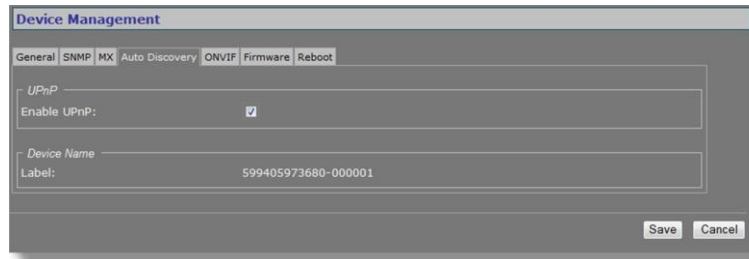 Device Management
General SNMP MX Auto Discovery ONVIF Firmware Reboot
UPnP
Enable UPnP:
Device Name
Label: 599405973680-000001
Save Cancel